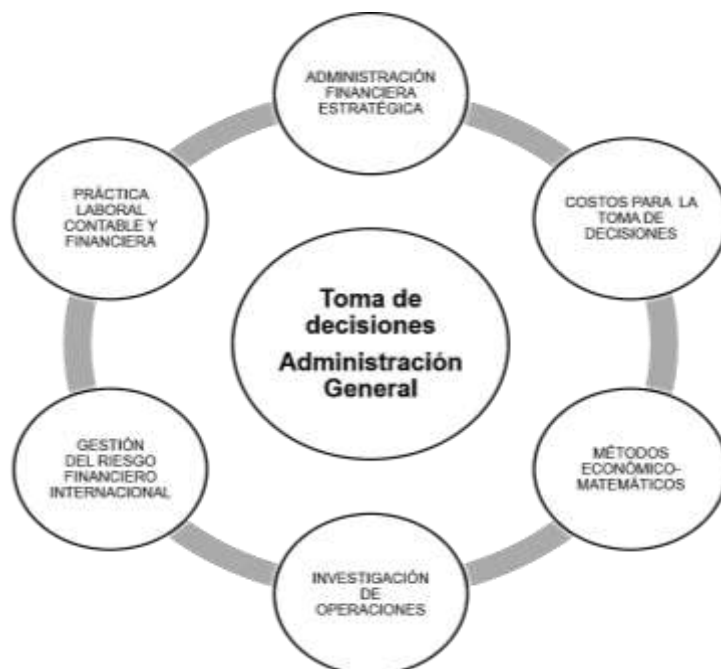 ADMINISTRACIÓN
FINANCIERA
ESTRATÉGICA
COSTOS PARA LA
TOMA DE
DECISIONES
MÉTODOS
ECONÓMICO-
MATEMÁTICOS
INVESTIGACIÓN
DE
OPERACIONES
GESTIÓN
DEL RIESGO
FINANCIERO
INTERNACIONAL
PRÁCTICA
LABORAL
CONTABLE Y
FINANCIERA
Toma de
decisiones
Administración
General